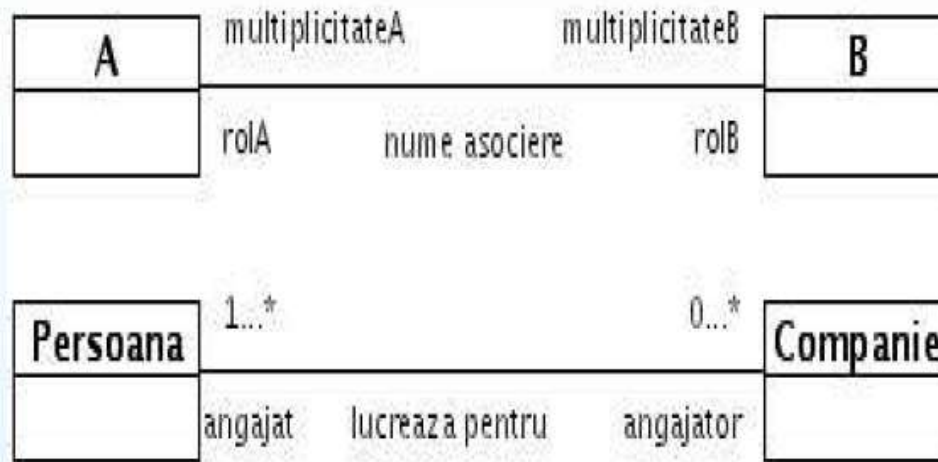 multiplicitateA multiplicitateB
A B
rolA nume asociere rolB
1...* 0...*
Persoana Companie
angajat lucreaza pentru angajator